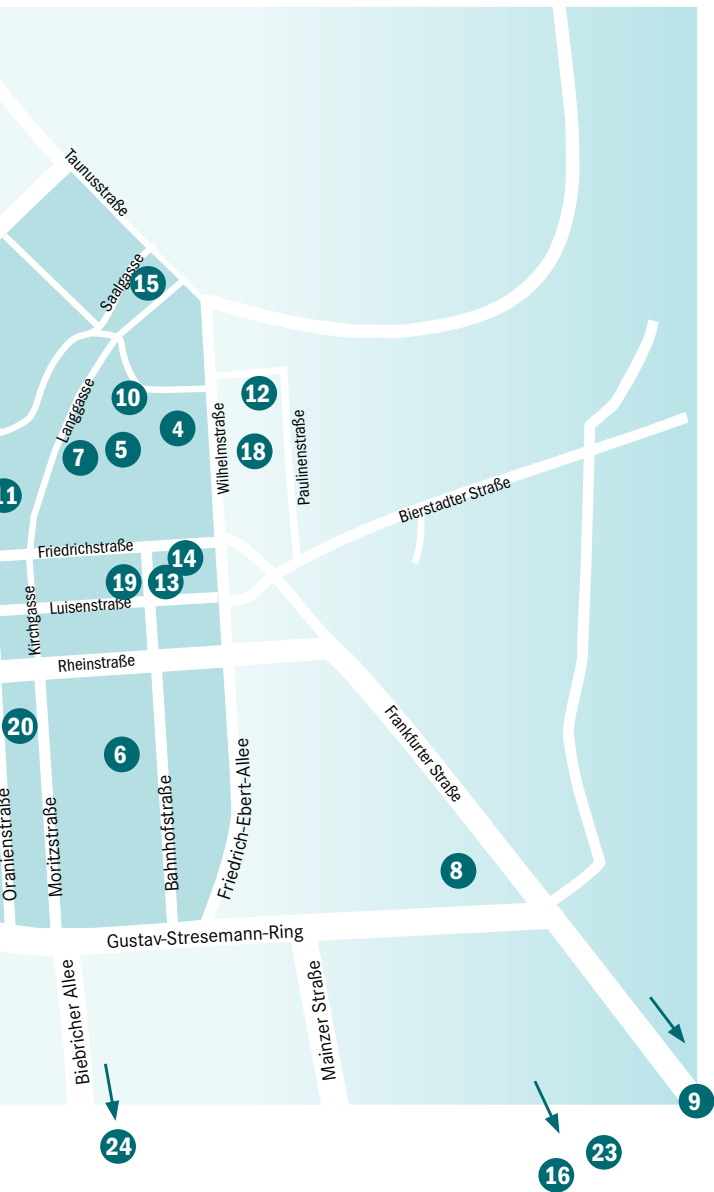 Taunusstraße
Saalgasse
15
10
12
Langgasse
4
Wilhelmstraße
Paulinenstraße
7
5
18
11
Bierstadter Straße
Friedrichstraße
14
19
13
Kirchgasse
Luisenstraße
Rheinstraße
20
6
Frankfurter Straße
Oranienstraße
Moritzstraße
Bahnhofstraße
Friedrich-Ebert-Allee
8
Gustav-Stresemann-Ring
Biebricher Allee
Mainzer Straße
9
24
23
16